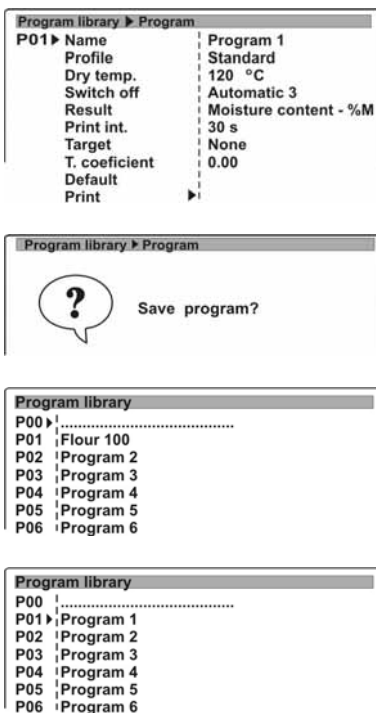 Program library ▶ Program
P01▶ Name Program 1
Profile Standard
Dry temp. 120 °C
Switch off Automatic 3
Result Moisture content - %M
Print int. 30 s
Target None
T. coeficient 0.00
Default
Print ▶
Program library ▶ Program
? Save program?
Program library
P00 ▶ ........................................
P01 Flour 100
P02 Program 2
P03 Program 3
P04 Program 4
P05 Program 5
P06 Program 6
Program library
P00 ........................................
P01 ▶ Program 1
P02 Program 2
P03 Program 3
P04 Program 4
P05 Program 5
P06 Program 6